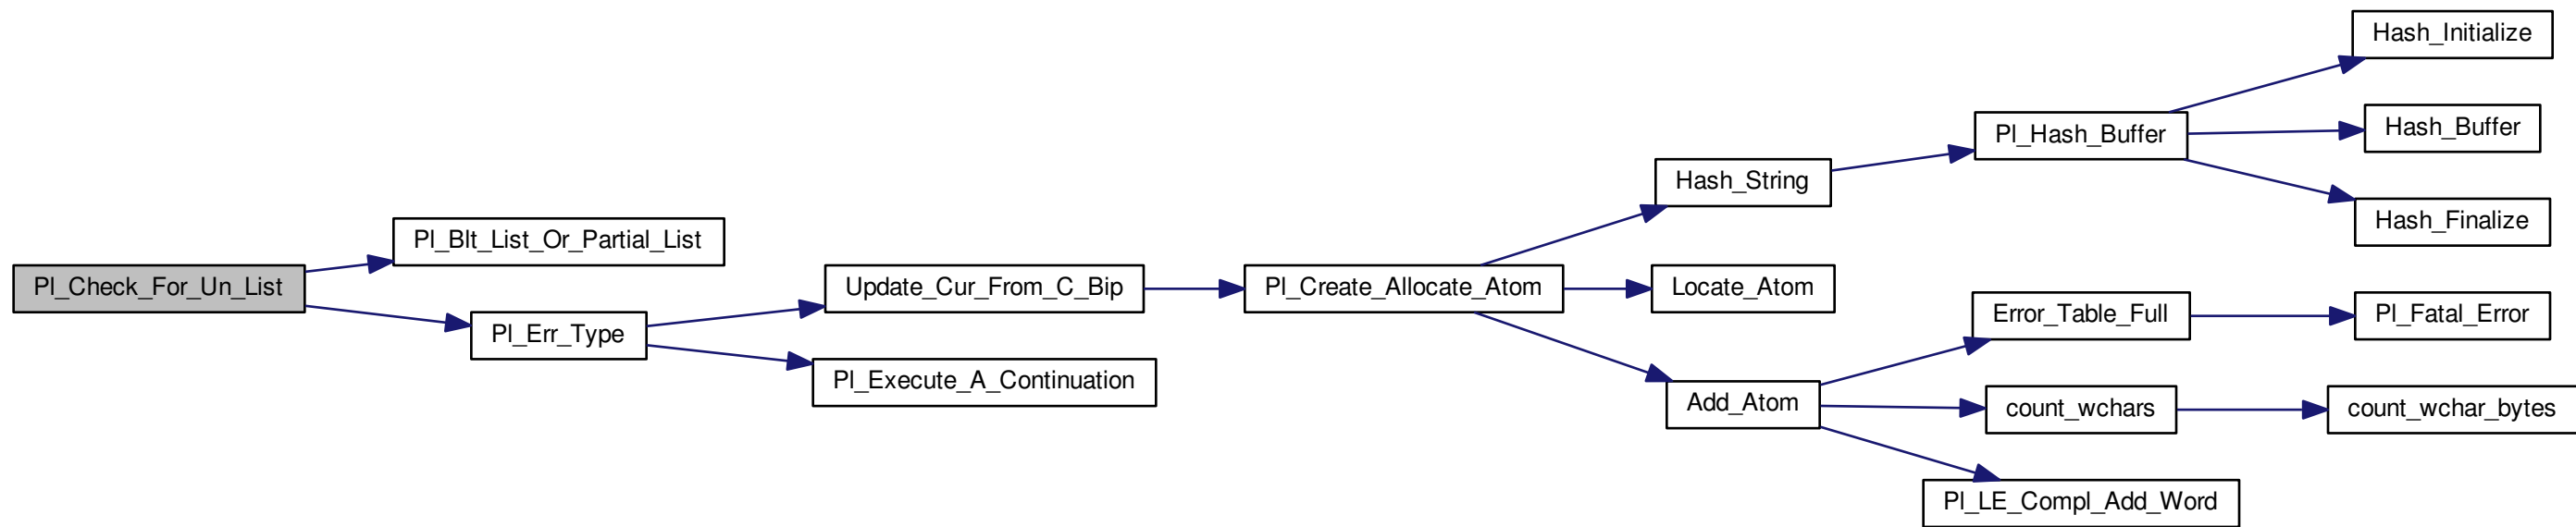 Pl_Check_For_Un_List
Pl_Blt_List_Or_Partial_List
Pl_Err_Type
Update_Cur_From_C_Bip
Pl_Execute_A_Continuation
Pl_Create_Allocate_Atom
Hash_String
Locate_Atom
Add_Atom
Pl_Hash_Buffer
Error_Table_Full
count_wchars
Pl_LE_Compl_Add_Word
Hash_Initialize
Hash_Buffer
Hash_Finalize
Pl_Fatal_Error
count_wchar_bytes